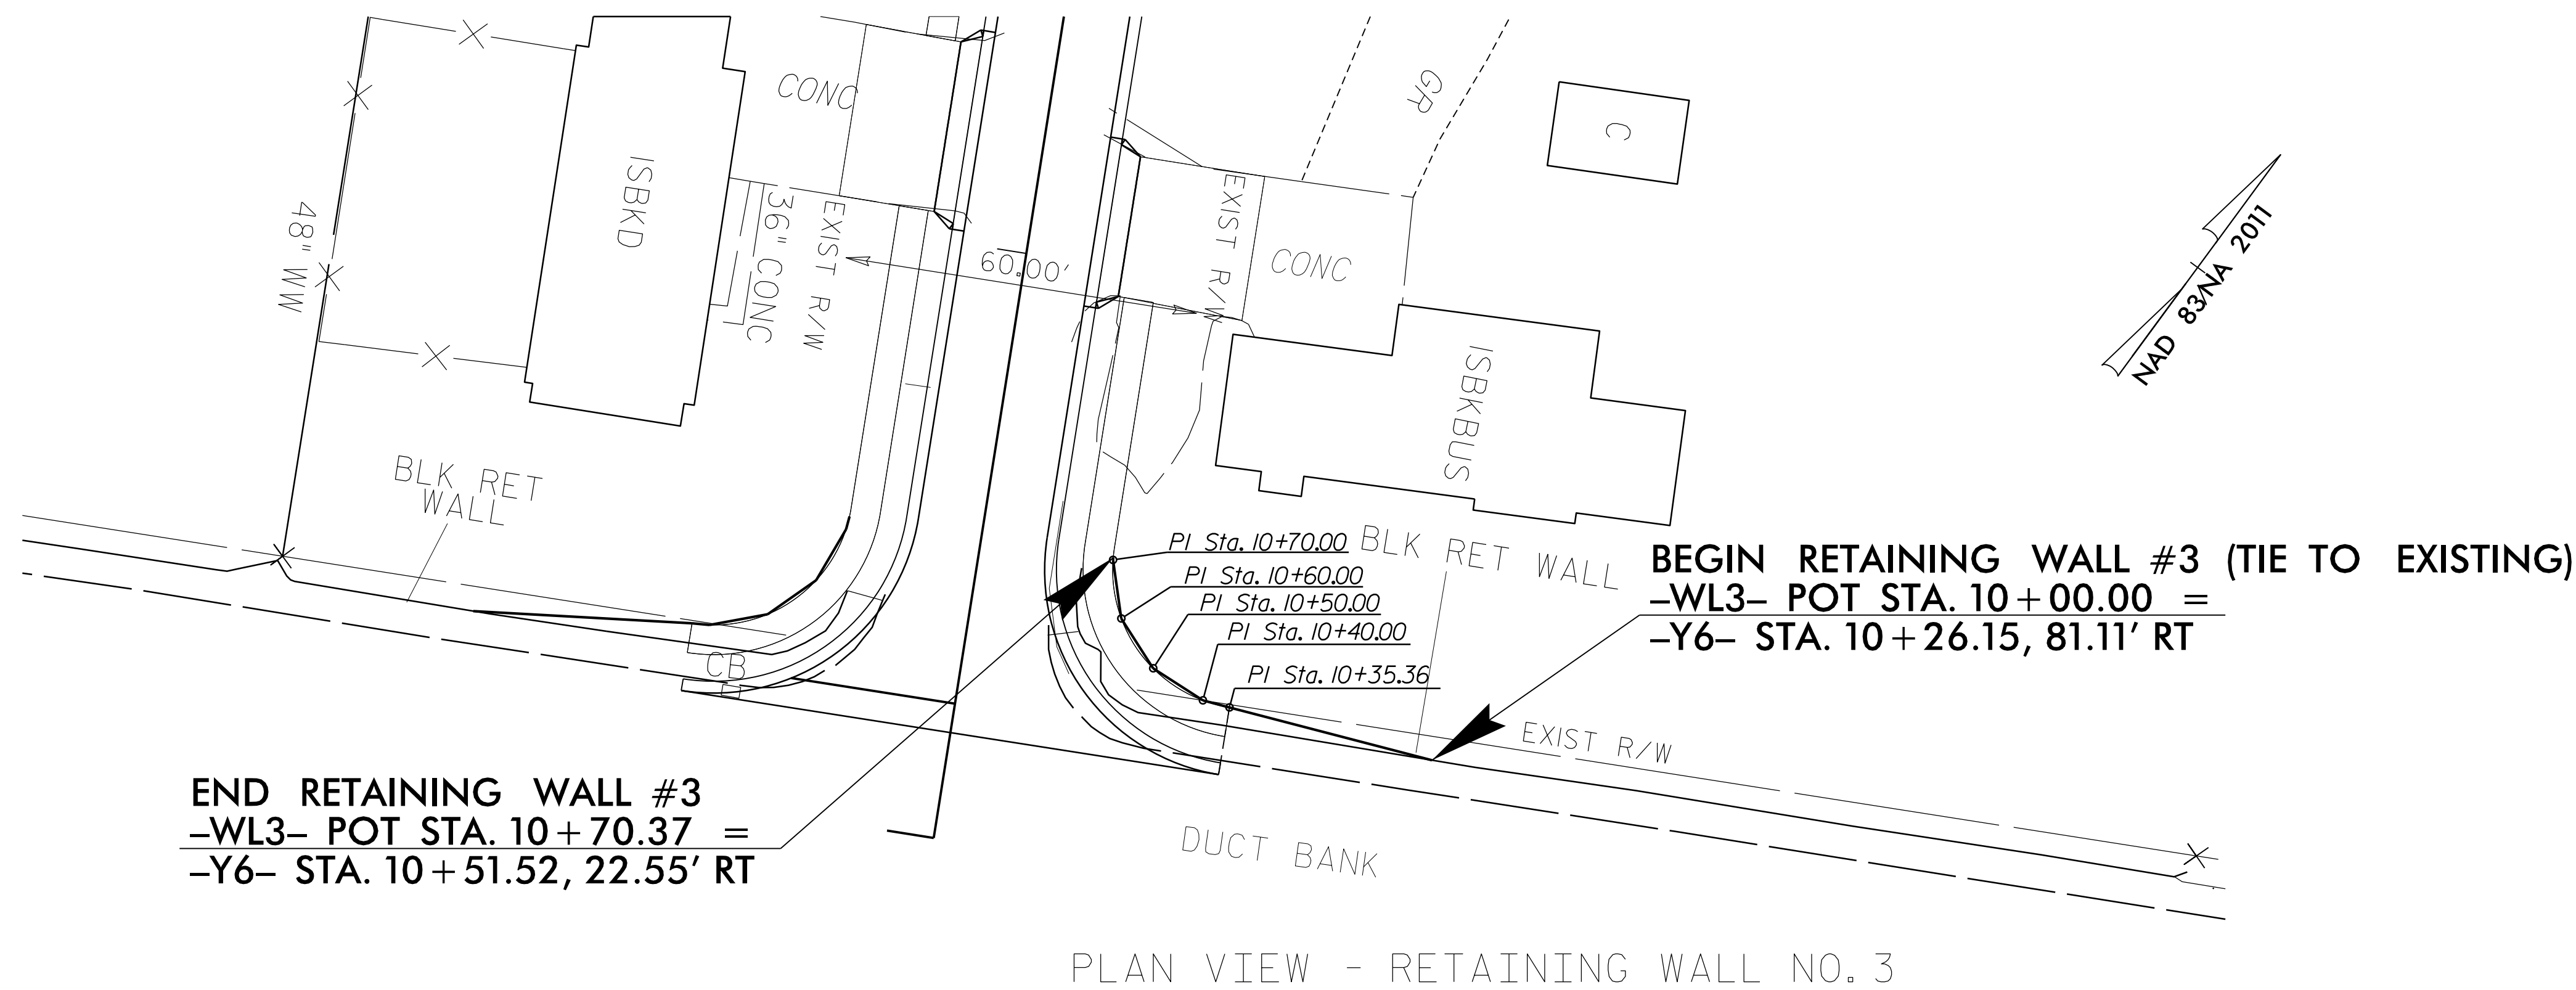 CONC
GR
C
ISBKD
48" WW
36" CONC
EXIST R/W
60.00'
EXIST R/W
CONC
NAD 83/NA 2011
ISBKBUS
BLK RET
WALL
PI Sta. 10+70.00
PI Sta. 10+60.00
PI Sta. 10+50.00
PI Sta. 10+40.00
PI Sta. 10+35.36
BLK RET WALL
BEGIN RETAINING WALL #3 (TIE TO EXISTING)
-WL3- POT STA. 10+00.00 =
-Y6- STA. 10+26.15, 81.11' RT
CB
EXIST R/W
END RETAINING WALL #3
-WL3- POT STA. 10+70.37 =
-Y6- STA. 10+51.52, 22.55' RT
DUCT BANK
PLAN VIEW - RETAINING WALL NO. 3